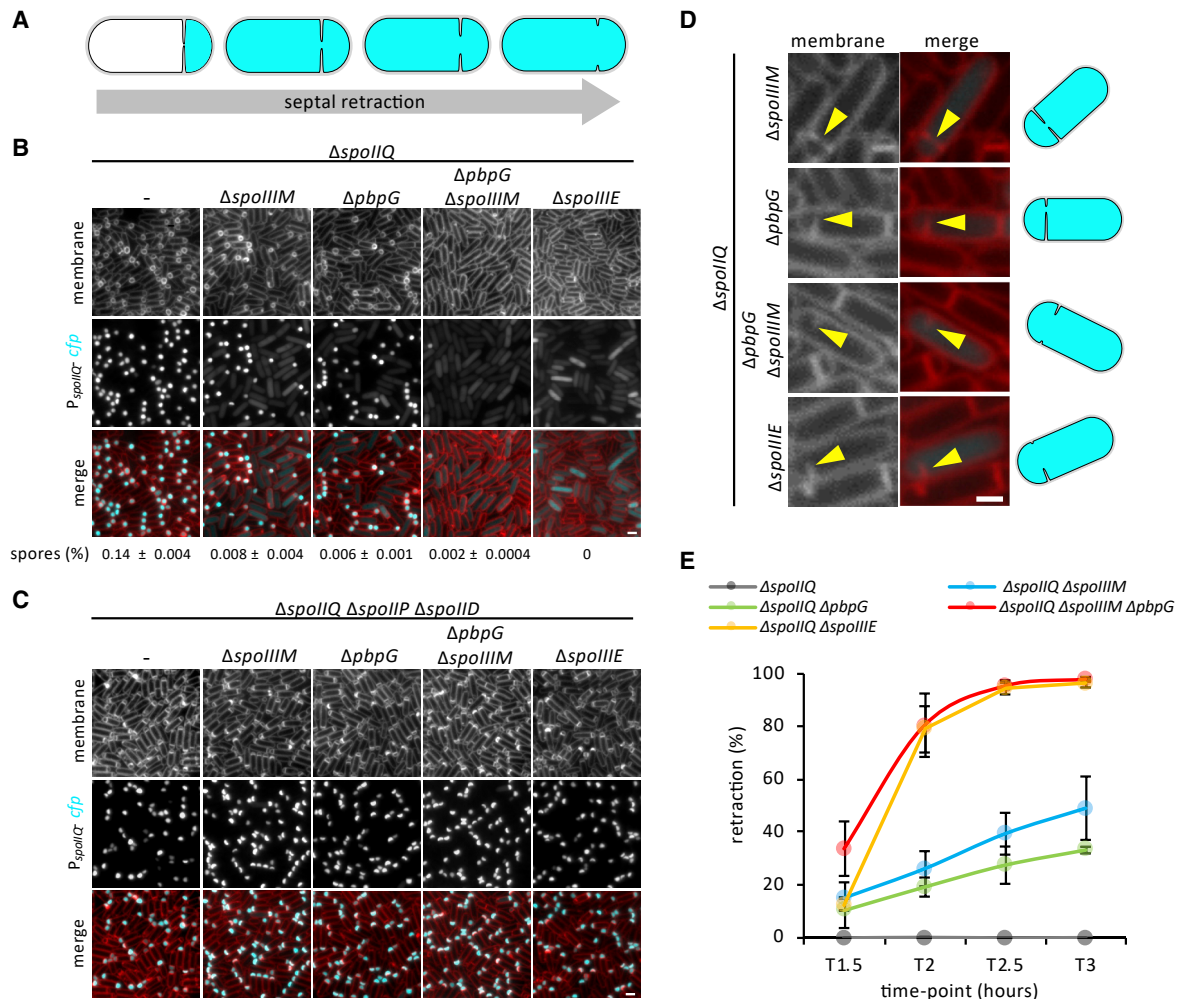 A
septal retraction
B
ΔspoIIQ
- ΔspoIIIM ΔpbpG ΔpbpG ΔspoIIIM ΔspoIIIE
membrane
PspoIIQ- cfp
merge
spores (%) 0.14 ± 0.004 0.008 ± 0.004 0.006 ± 0.001 0.002 ± 0.0004 0
C
ΔspoIIQ ΔspoIIP ΔspoIID
- ΔspoIIIM ΔpbpG ΔpbpG ΔspoIIIM ΔspoIIIE
membrane
PspoIIQ- cfp
merge
D
membrane merge
ΔspoIIQ
ΔspoIIIM
ΔpbpG
ΔpbpG
ΔspoIIIM
ΔspoIIIE
E
ΔspoIIQ
ΔspoIIQ ΔspoIIIM
ΔspoIIQ ΔpbpG
ΔspoIIQ ΔspoIIIM ΔpbpG
ΔspoIIQ ΔspoIIIE
retraction (%)
100
80
60
40
20
0
T1.5 T2 T2.5 T3
time-point (hours)